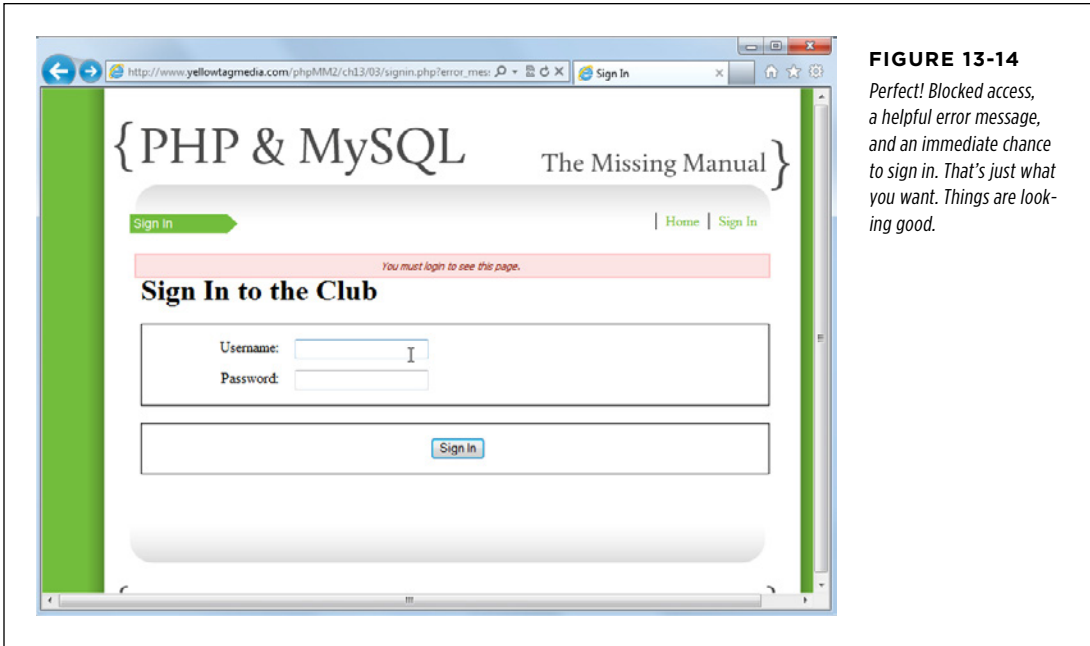 http://www.yellowtagmedia.com/phpMM2/ch13/03/signin.php?error_mes:
Sign In
{PHP & MySQL
The Missing Manual}
Sign In
| Home | Sign In
You must login to see this page.
Sign In to the Club
Username:
Password:
Sign In
FIGURE 13-14
Perfect! Blocked access,
a helpful error message,
and an immediate chance
to sign in. That's just what
you want. Things are look-
ing good.